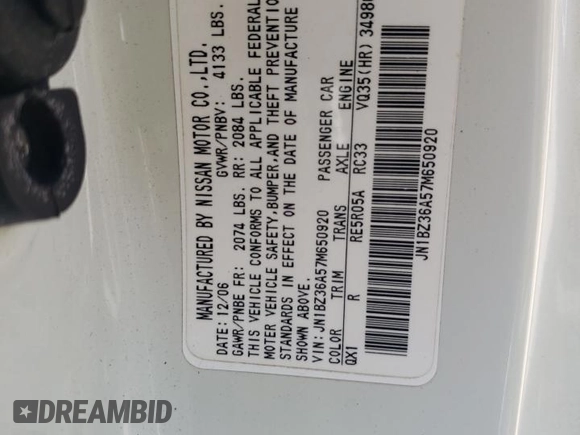 MANUFACTURED BY NISSAN MOTOR CO.,LTD.
DATE: 12/06 GVWR/PNBV: 4133 LBS.
GAWR/PNBE FR: 2074 LBS. RR: 2084 LBS.
THIS VEHICLE CONFORMS TO ALL APPLICABLE FEDERAL
MOTER VEHICLE SAFETY,BUMPER,AND THEFT PREVENTION
STANDARDS IN EFFECT ON THE DATE OF MANUFACTURE
SHOWN ABOVE.
VIN: JN1BZ36A57M650920 PASSENGER CAR
COLOR TRIM TRANS AXLE ENGINE
QX1 R RE5R05A RC33 VQ35(HR)
JN1BZ36A57M650920
DREAMBID